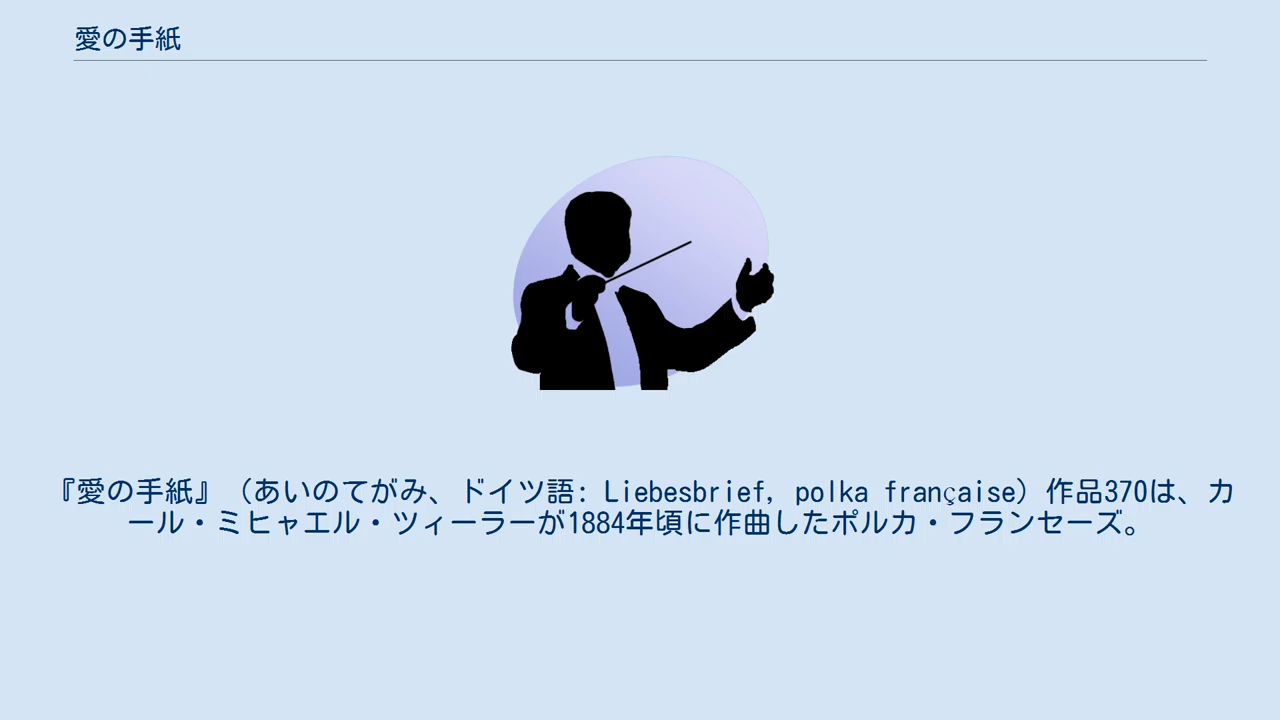 愛の手紙
『愛の手紙』（あいのてがみ、ドイツ語: Liebesbrief, polka française）作品370は、カ
ール・ミヒャエル・ツィーラーが1884年頃に作曲したポルカ・フランセーズ。